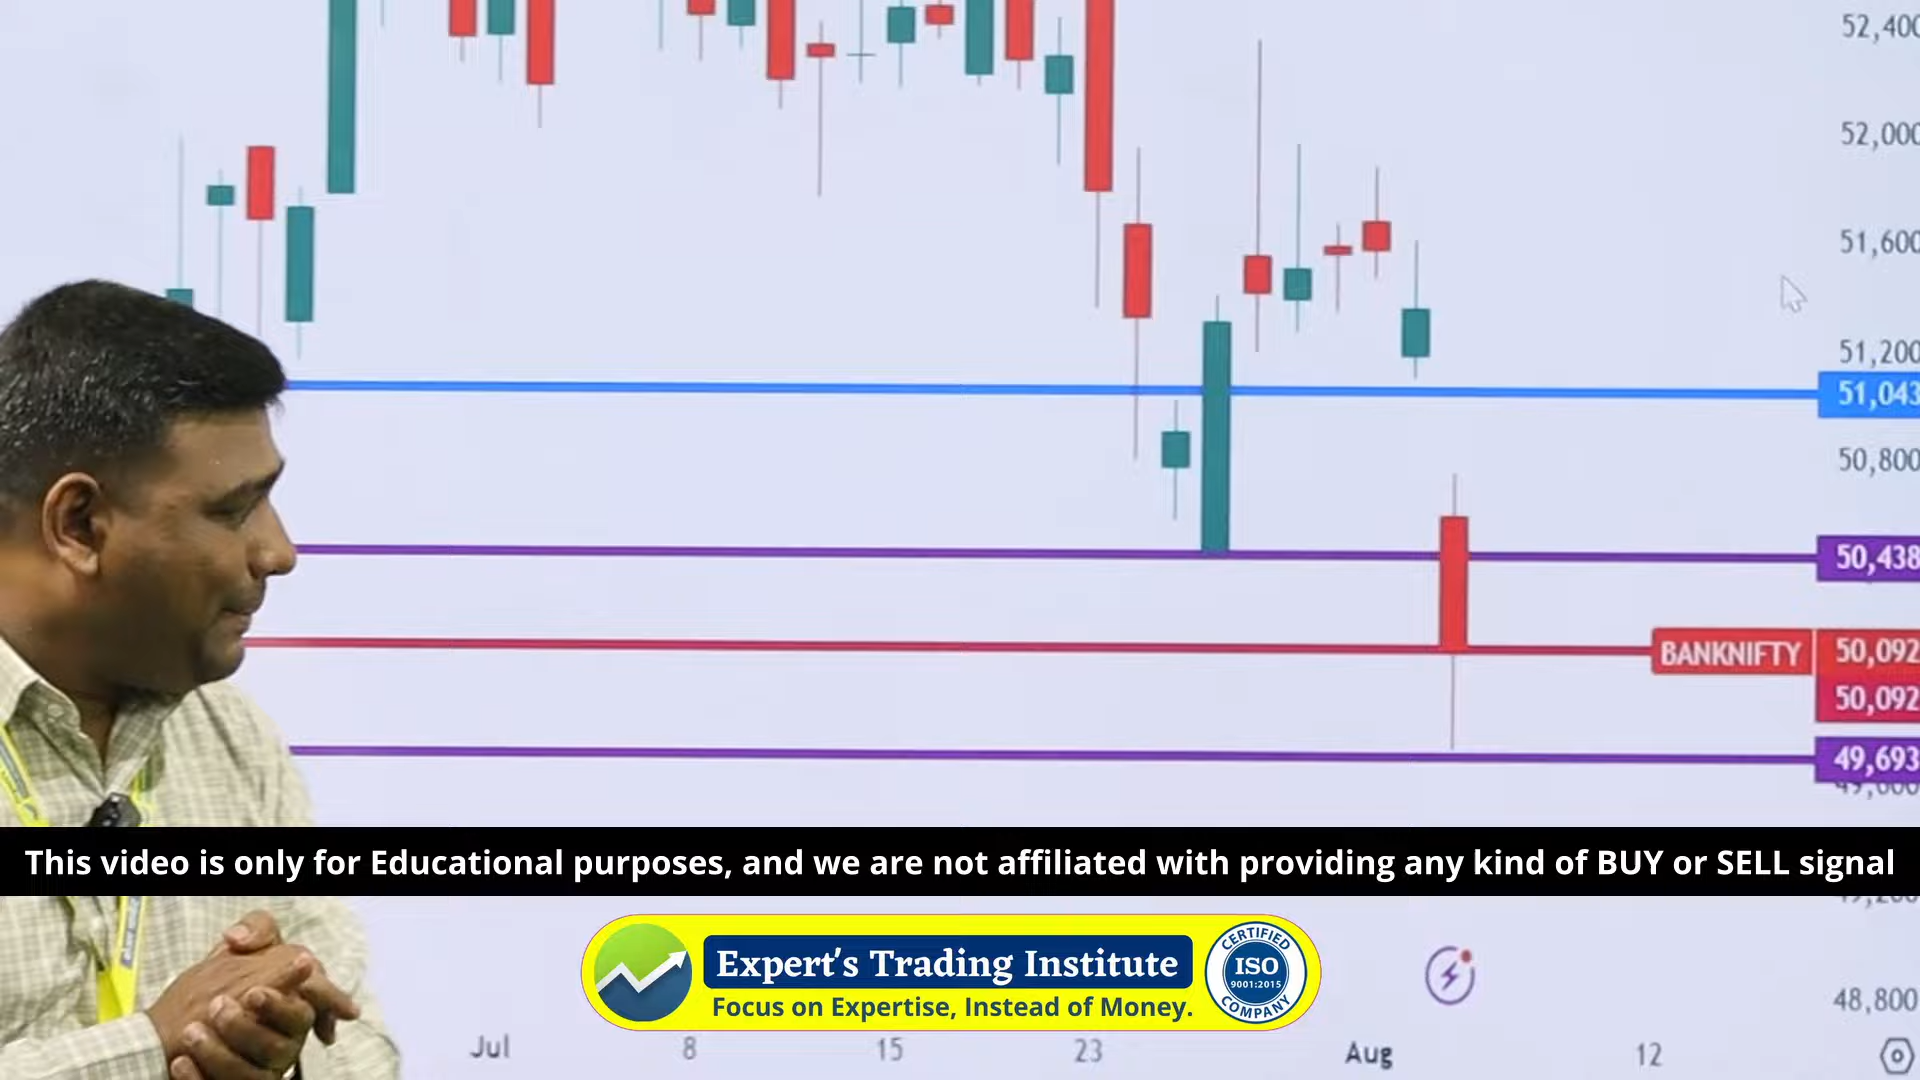 52,400
52,000
51,600
51,200
51,043
50,800
50,438
BANKNIFTY 50,092
50,092
49,693
This video is only for Educational purposes, and we are not affiliated with providing any kind of BUY or SELL signal
Expert's Trading Institute
Focus on Expertise, Instead of Money.
CERTIFIED
ISO
9001:2015
COMPANY
48,800
Jul 8 15 23 Aug 12